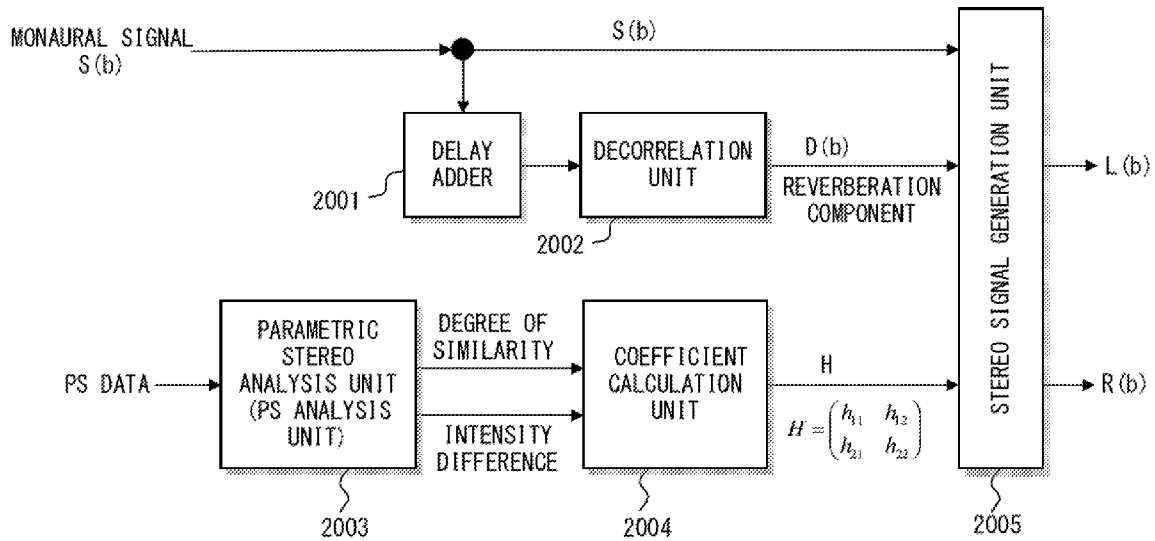 MONAURAL SIGNAL
S(b)
S(b)
DELAY
ADDER
2001
DECORRELATION
UNIT
2002
D(b)
REVERBERATION
COMPONENT
STEREO SIGNAL GENERATION UNIT
L(b)
PS DATA
PARAMETRIC
STEREO
ANALYSIS UNIT
(PS ANALYSIS
UNIT)
2003
DEGREE OF
SIMILARITY
INTENSITY
DIFFERENCE
COEFFICIENT
CALCULATION
UNIT
2004
H
H = ( h11 h12
h21 h22 )
R(b)
2005